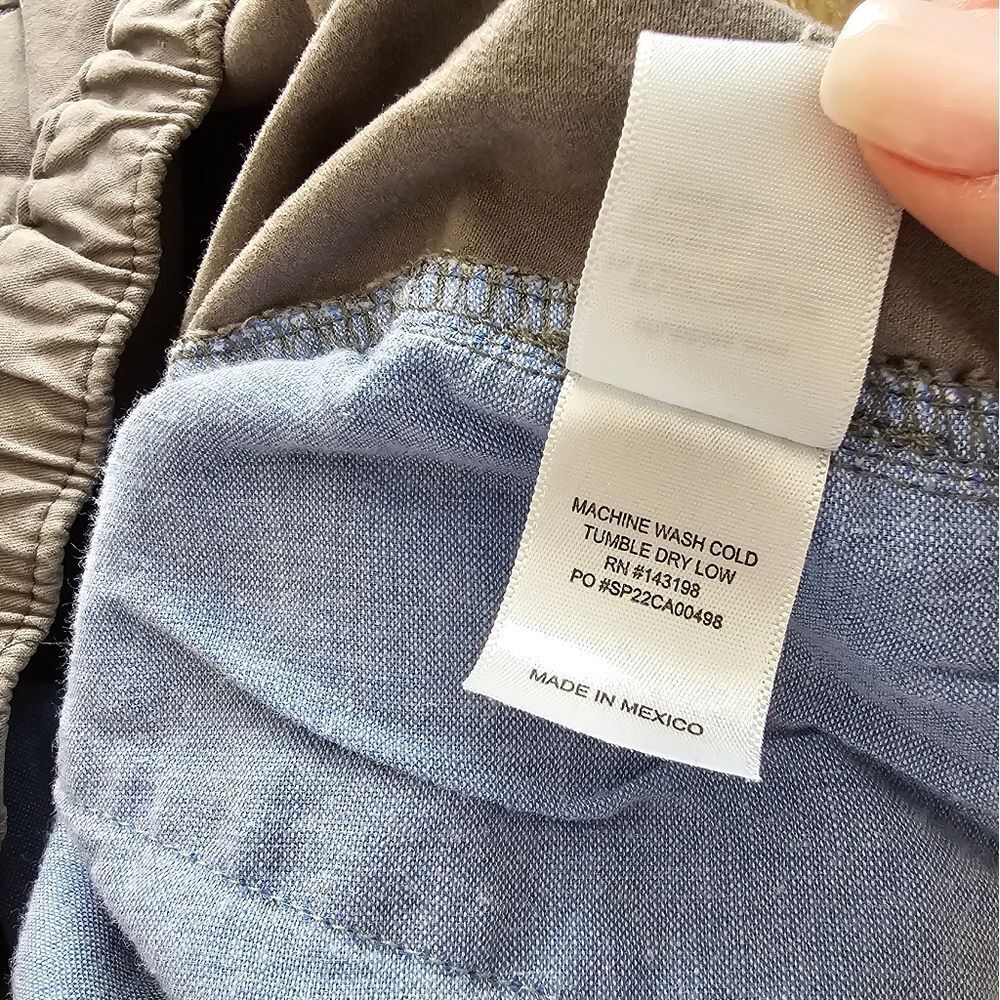 MACHINE WASH COLD
TUMBLE DRY LOW
RN #143198
PO #SP22CA00498
MADE IN MEXICO